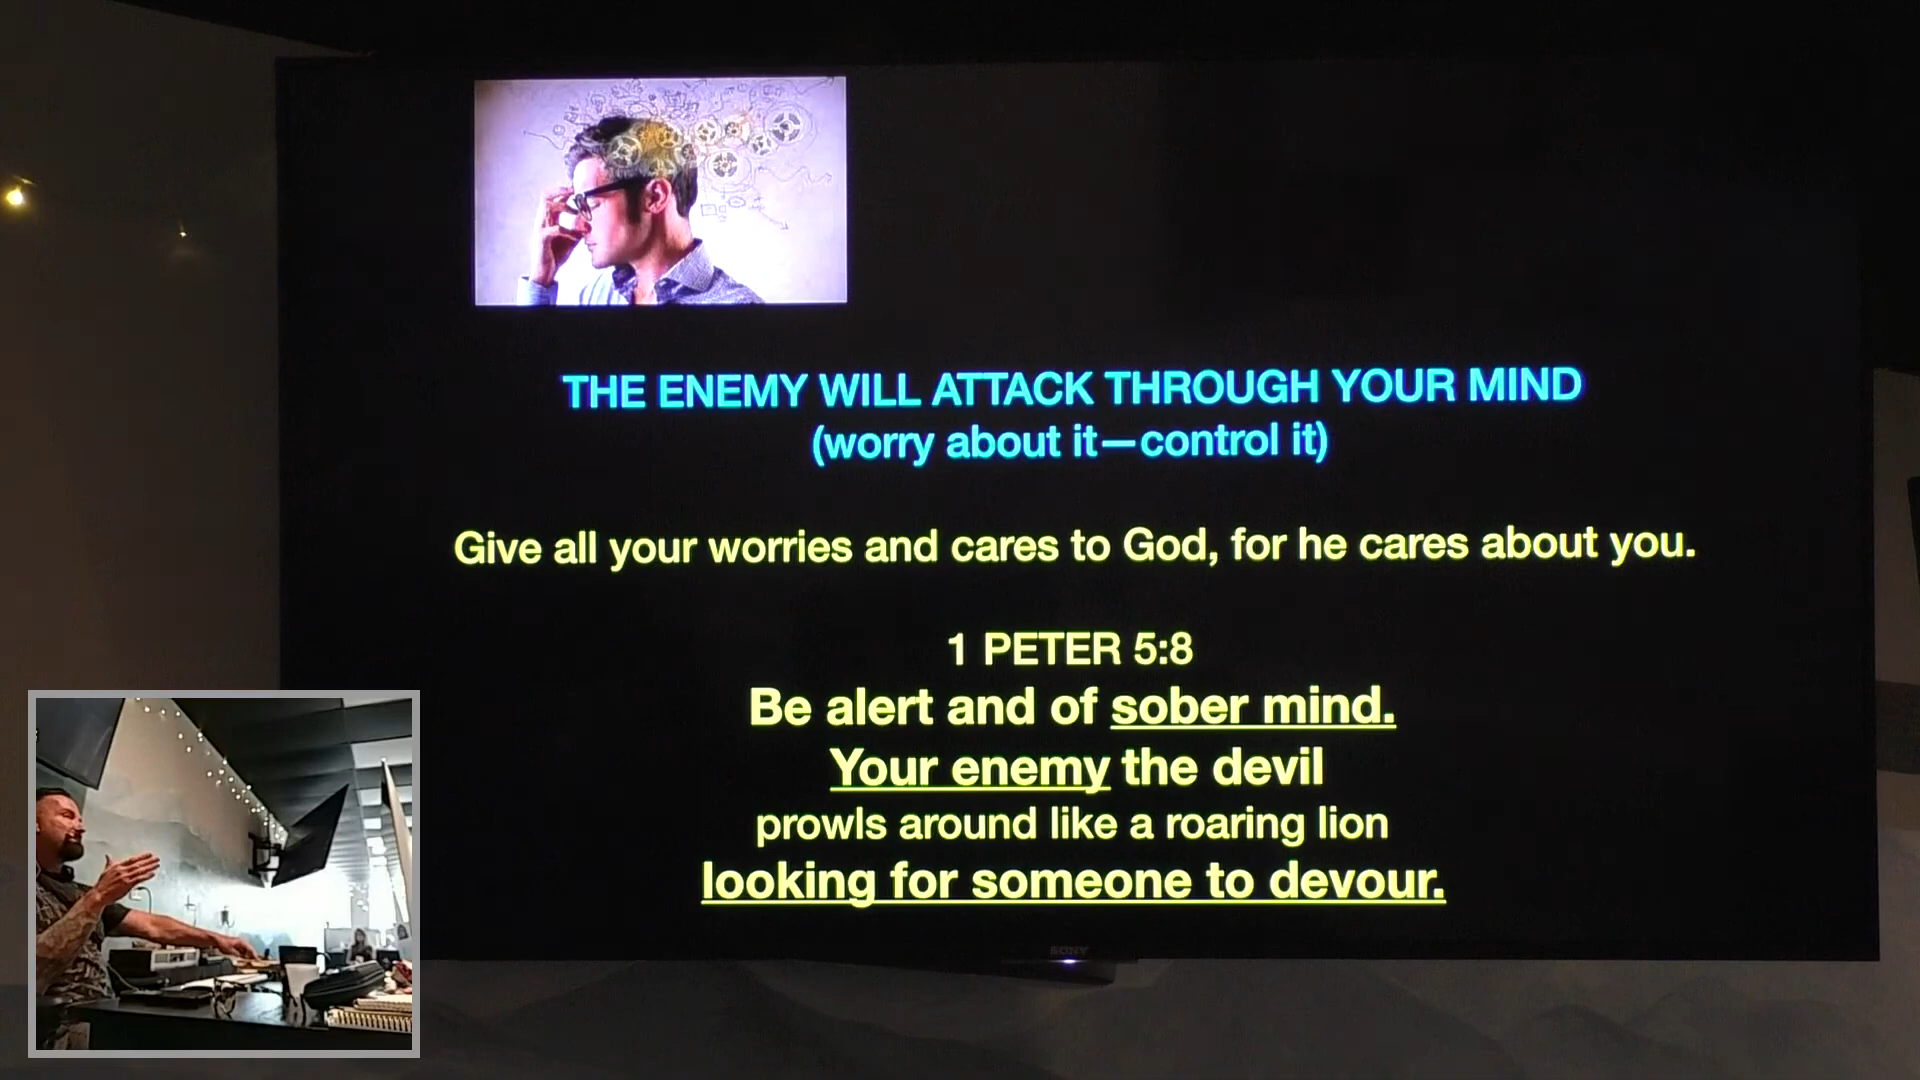 THE ENEMY WILL ATTACK THROUGH YOUR MIND
(worry about it—control it)
Give all your worries and cares to God, for he cares about you.
1 PETER 5:8
Be alert and of sober mind.
Your enemy the devil
prowls around like a roaring lion
looking for someone to devour.
SONY